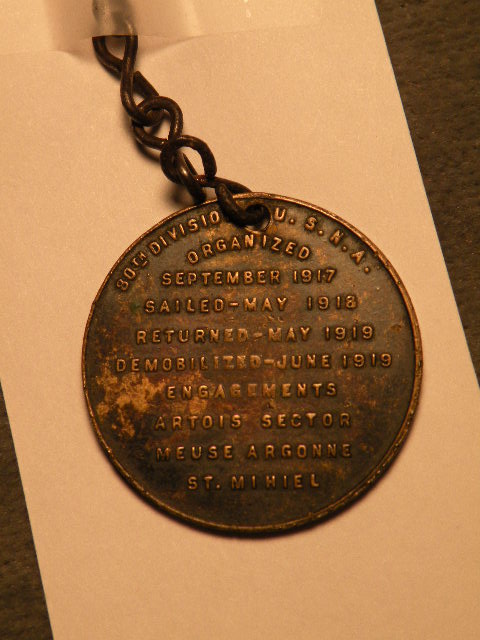 80TH DIVISION U.S.N.A.
ORGANIZED
SEPTEMBER 1917
SAILED-MAY 1918
RETURNED-MAY 1919
DEMOBILIZED-JUNE 1919
ENGAGEMENTS
ARTOIS SECTOR
MEUSE ARGONNE
ST. MIHIEL